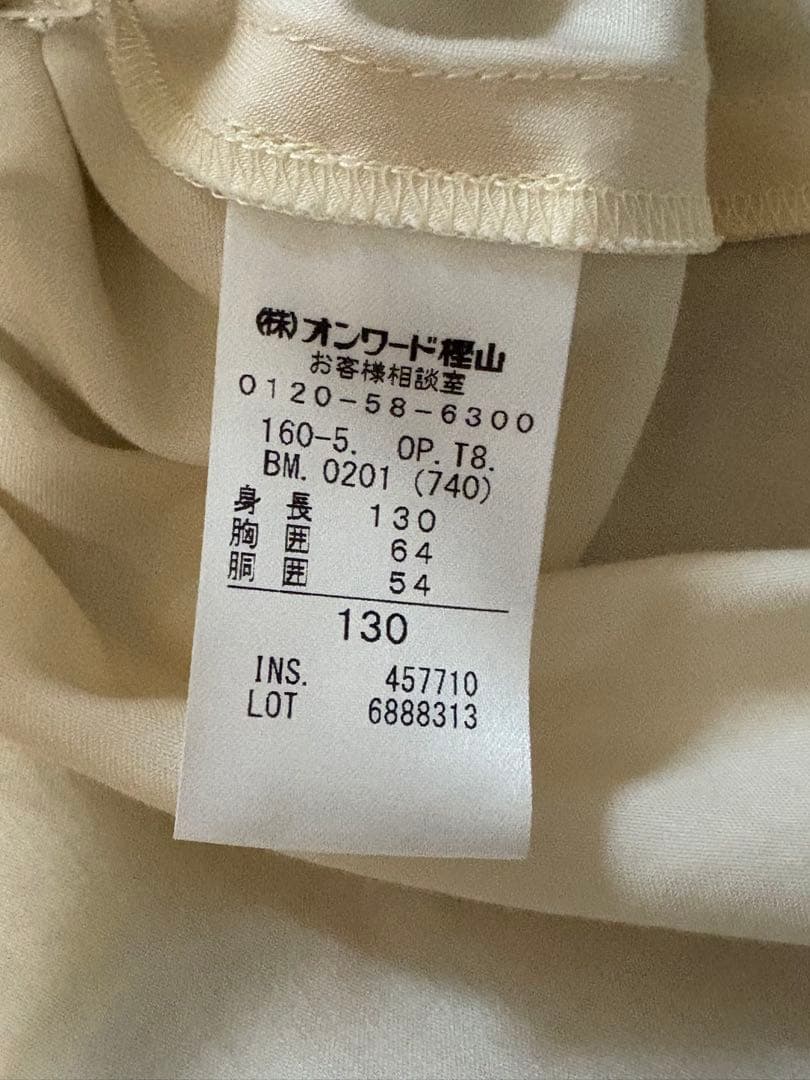 ㈱オンワード樫山
お客様相談室
0120-58-6300
160-5. OP.T8.
BM. 0201 (740)
身長 130
胸囲 64
胴囲 54
130
INS. 457710
LOT 6888313